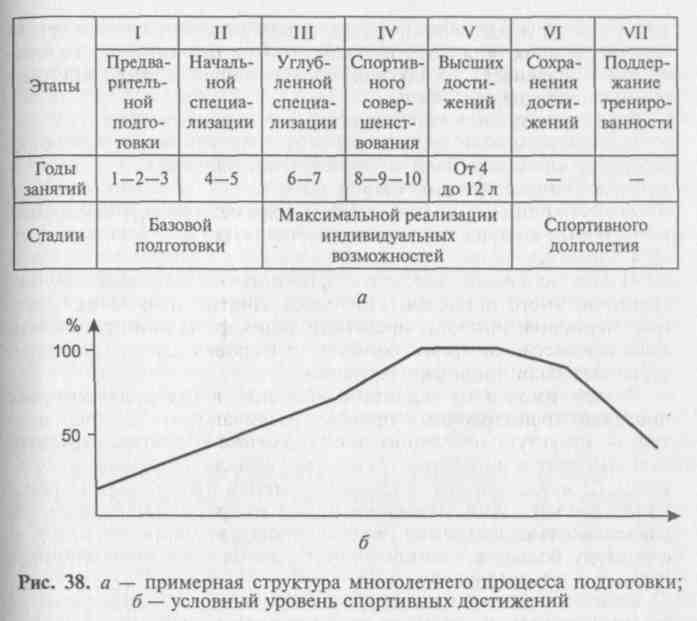 I II III IV V VI VII
Этапы
Предва-
ритель-
ной
подго-
товки
Началь-
ной
специа-
лизации
Углуб-
ленной
специа-
лизации
Спортив-
ного
совер-
шенст-
вования
Высших
дости-
жений
Сохра-
нения
дости-
жений
Поддер-
жание
трениро-
ванности
Годы
занятий
1—2—3
4—5
6—7
8—9—10
От 4
до 12 л
—
—
Стадии
Базовой
подготовки
Максимальной реализации
индивидуальных
возможностей
Спортивного
долголетия
а
%
100
50
б
Рис. 38. а — примерная структура многолетнего процесса подготовки;
б — условный уровень спортивных достижений